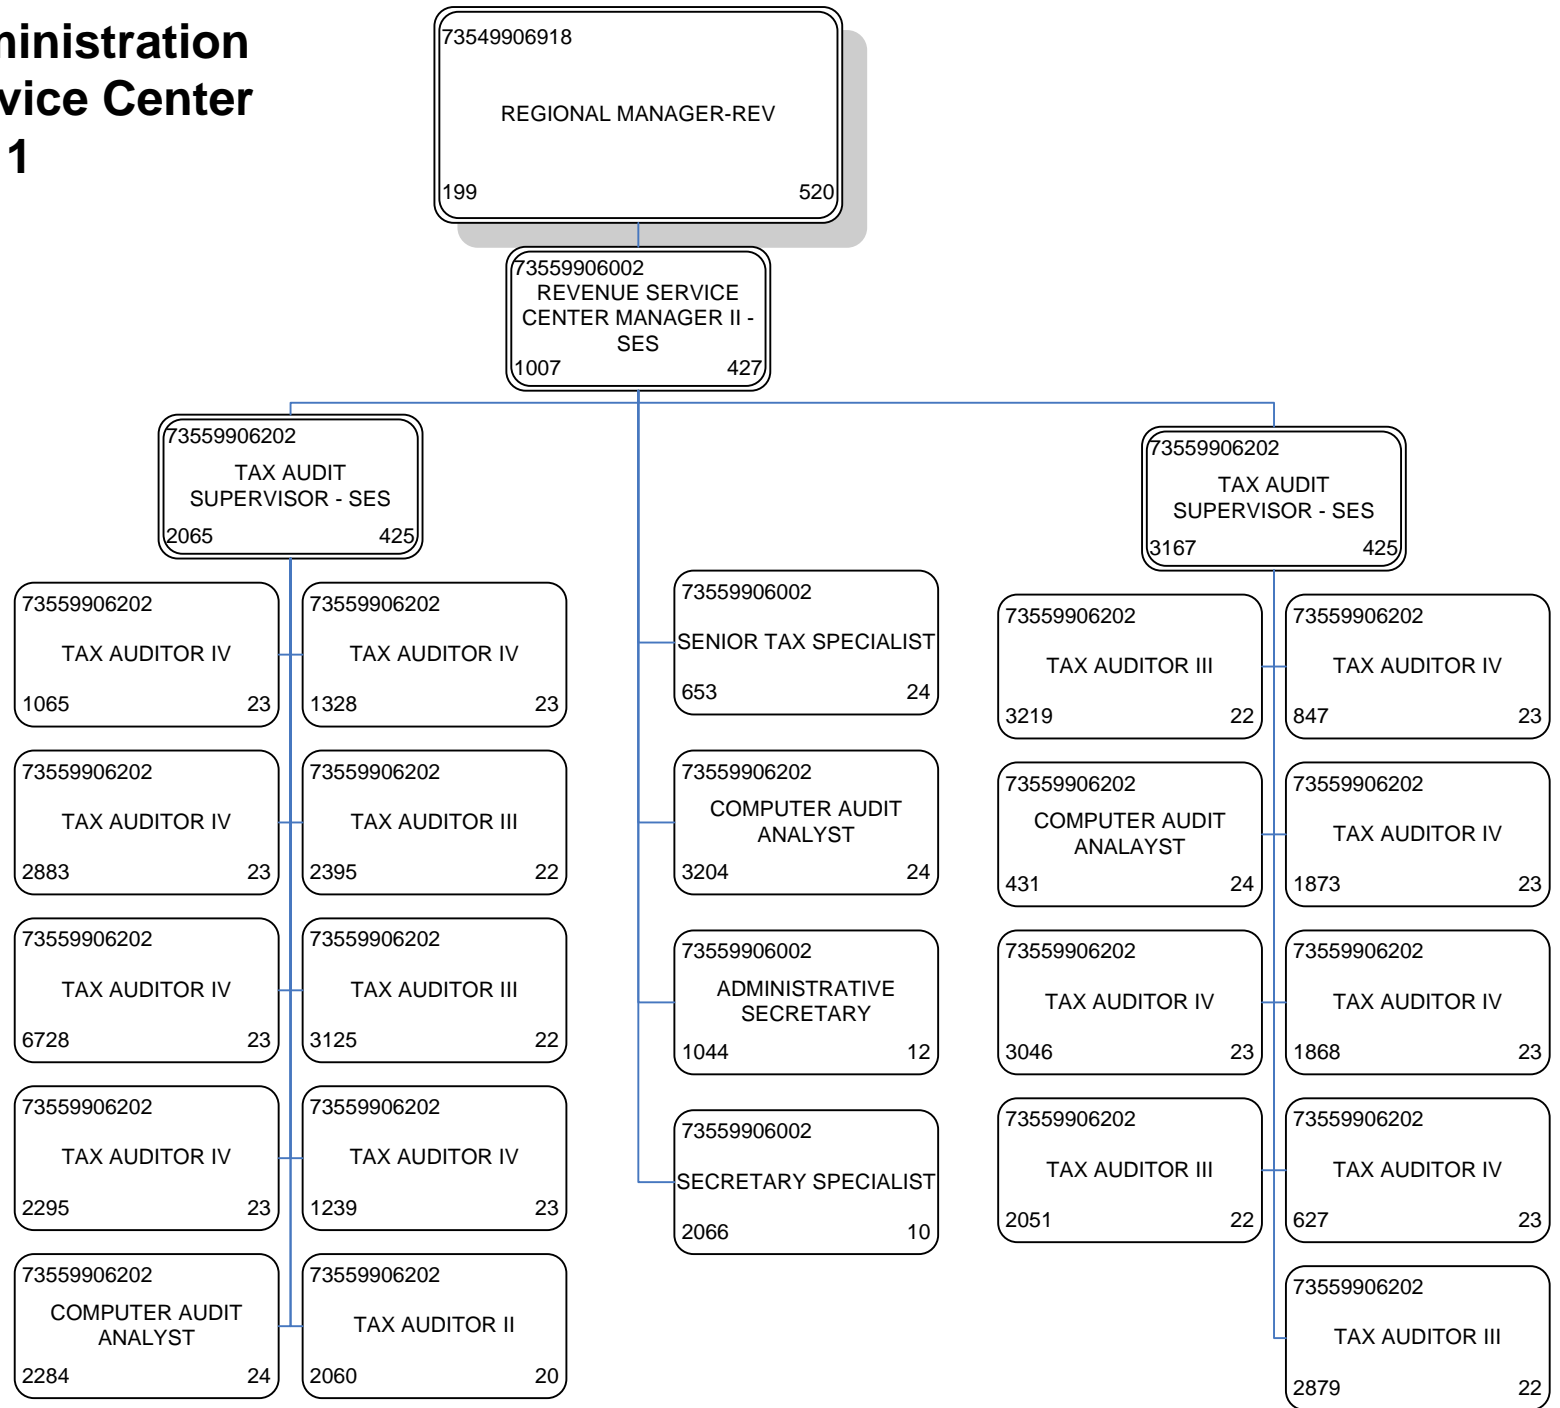 ministration
vice Center
1
73549906918
REGIONAL MANAGER-REV
199 520
73559906002
REVENUE SERVICE
CENTER MANAGER II -
SES
1007 427
73559906202
TAX AUDIT
SUPERVISOR - SES
2065 425
73559906202
TAX AUDITOR IV
1065 23
73559906202
TAX AUDITOR IV
1328 23
73559906202
TAX AUDITOR IV
2883 23
73559906202
TAX AUDITOR III
2395 22
73559906202
TAX AUDITOR IV
6728 23
73559906202
TAX AUDITOR III
3125 22
73559906202
TAX AUDITOR IV
2295 23
73559906202
TAX AUDITOR IV
1239 23
73559906202
COMPUTER AUDIT
ANALYST
2284 24
73559906202
TAX AUDITOR II
2060 20
73559906002
SENIOR TAX SPECIALIST
653 24
73559906202
COMPUTER AUDIT
ANALYST
3204 24
73559906002
ADMINISTRATIVE
SECRETARY
1044 12
73559906002
SECRETARY SPECIALIST
2066 10
73559906202
TAX AUDIT
SUPERVISOR - SES
3167 425
73559906202
TAX AUDITOR III
3219 22
73559906202
TAX AUDITOR IV
847 23
73559906202
COMPUTER AUDIT
ANALAYST
431 24
73559906202
TAX AUDITOR IV
1873 23
73559906202
TAX AUDITOR IV
3046 23
73559906202
TAX AUDITOR IV
1868 23
73559906202
TAX AUDITOR III
2051 22
73559906202
TAX AUDITOR IV
627 23
73559906202
TAX AUDITOR III
2879 22